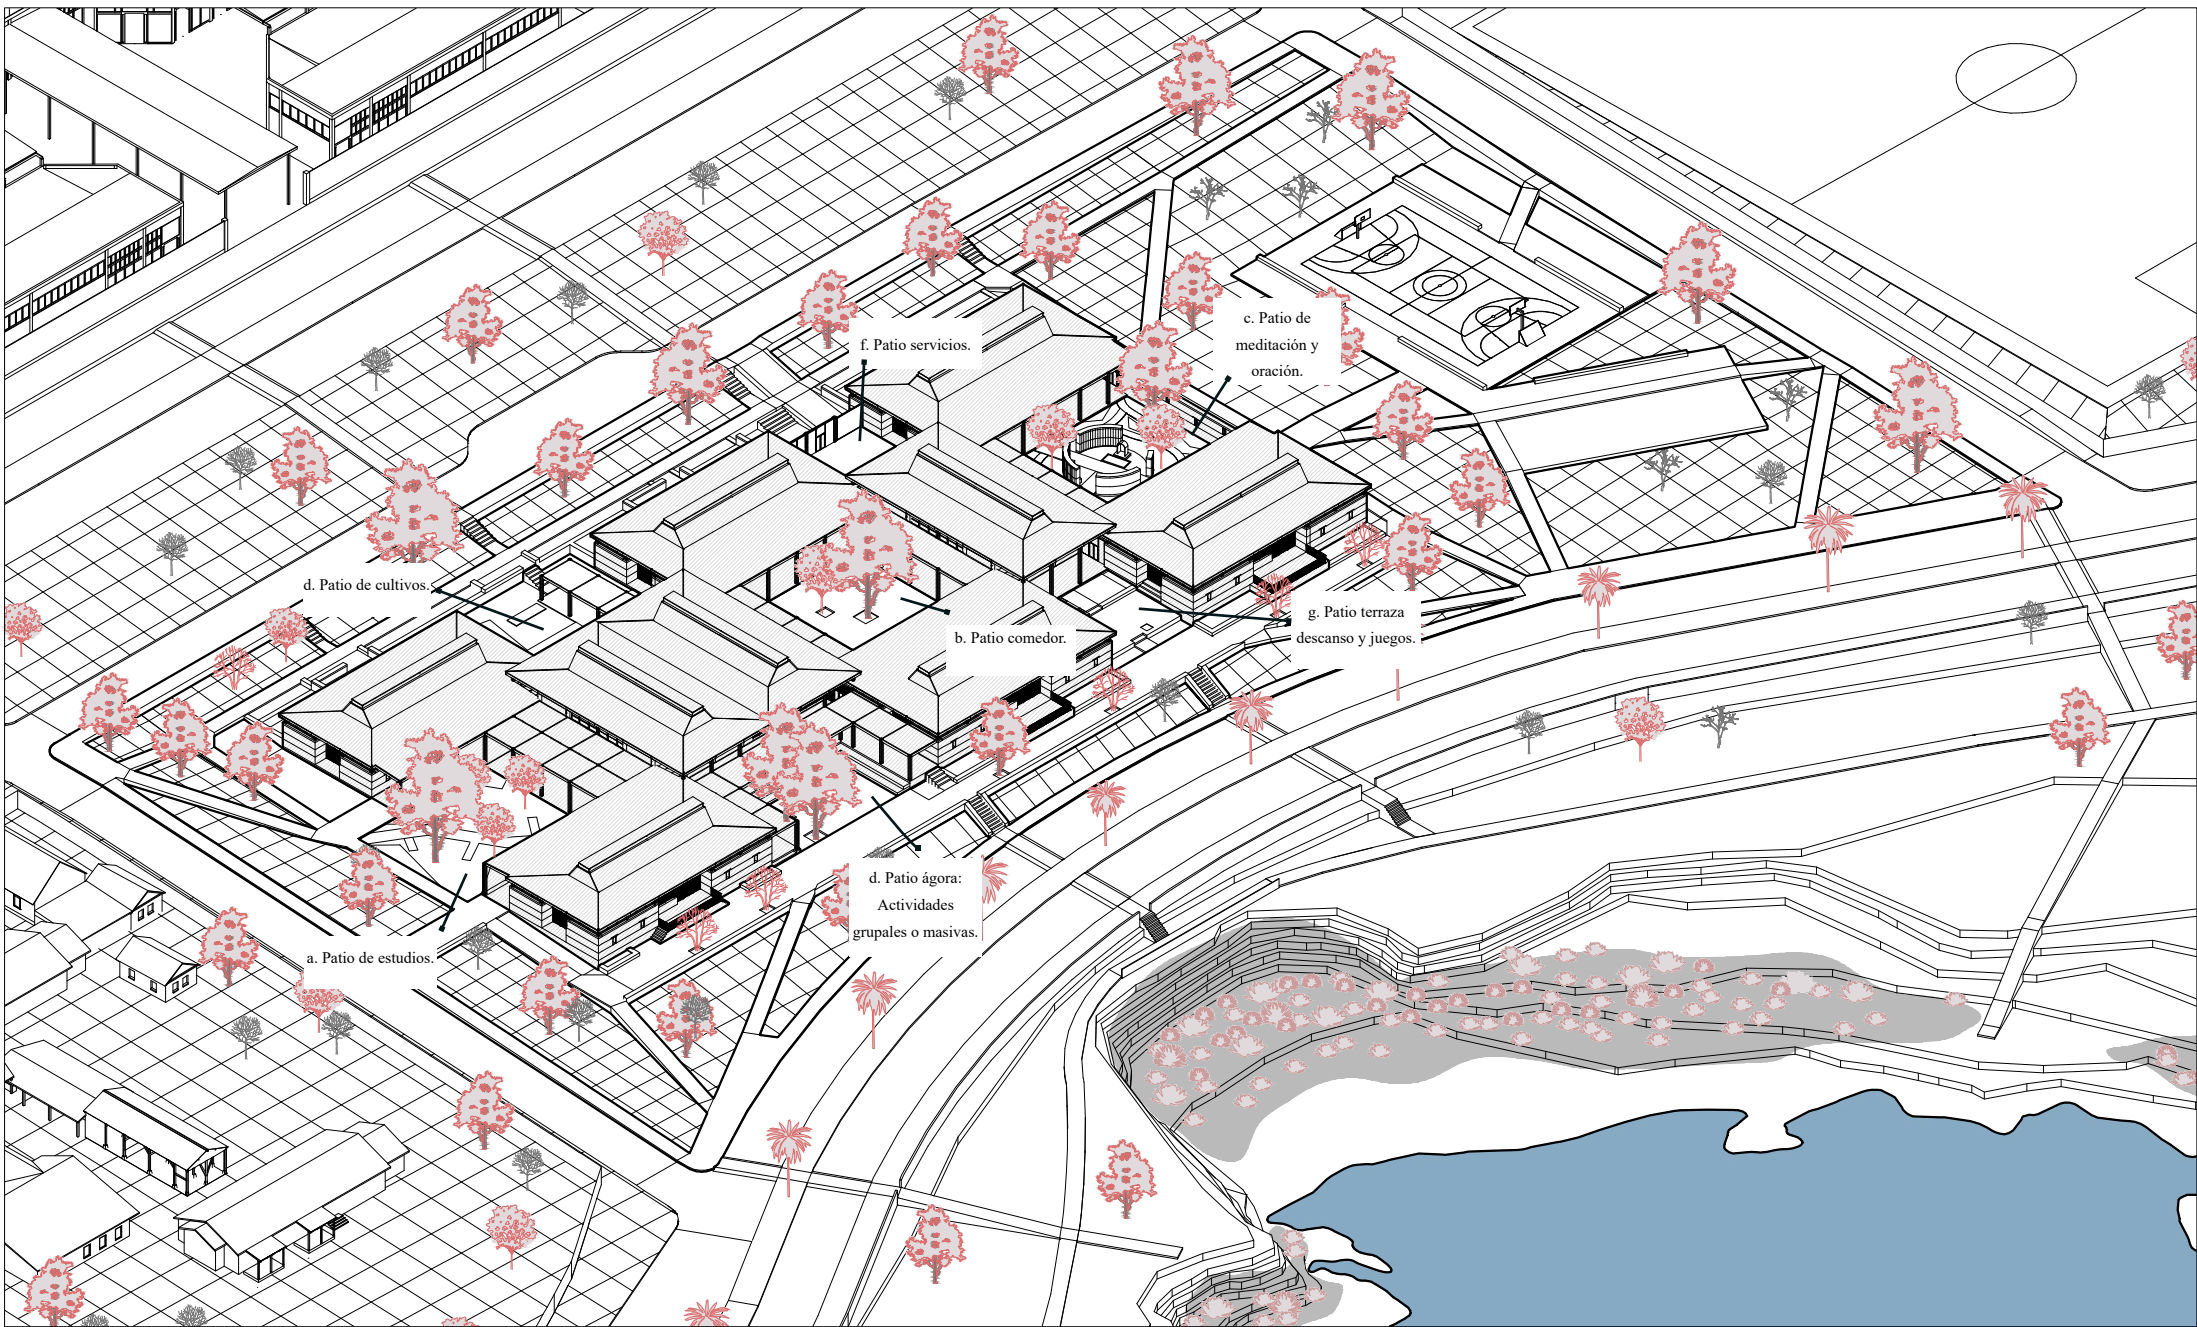 f. Patio servicios.
c. Patio de
meditación y
oración.
d. Patio de cultivos.
b. Patio comedor.
g. Patio terraza
descanso y juegos.
d. Patio ágora:
Actividades
grupales o masivas.
a. Patio de estudios.